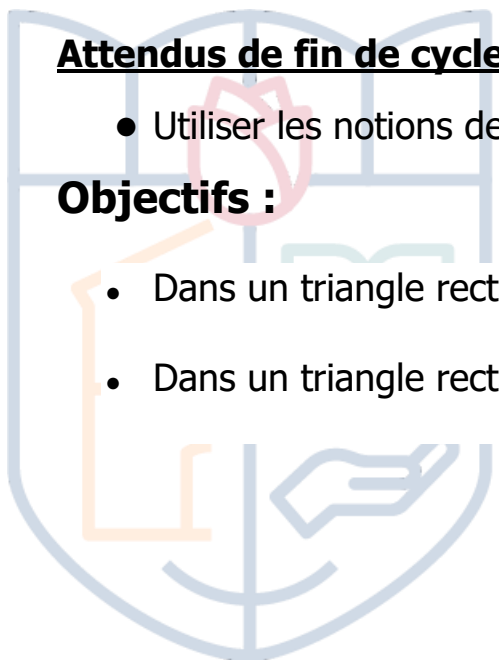 Attendus de fin de cycle
● Utiliser les notions de
Objectifs :
● Dans un triangle rect
● Dans un triangle rect